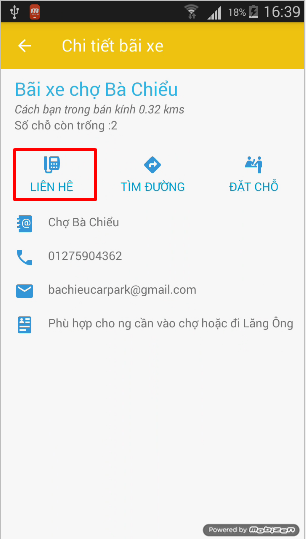 18% 16:39
Chi tiết bãi xe
Bãi xe chợ Bà Chiểu
Cách bạn trong bán kính 0.32 kms
Số chỗ còn trống :2
LIÊN HỆ TÌM ĐƯỜNG ĐẶT CHỖ
Chợ Bà Chiểu
01275904362
bachieucarpark@gmail.com
Phù hợp cho ng cần vào chợ hoặc đi Lăng Ông
Powered by mobizen